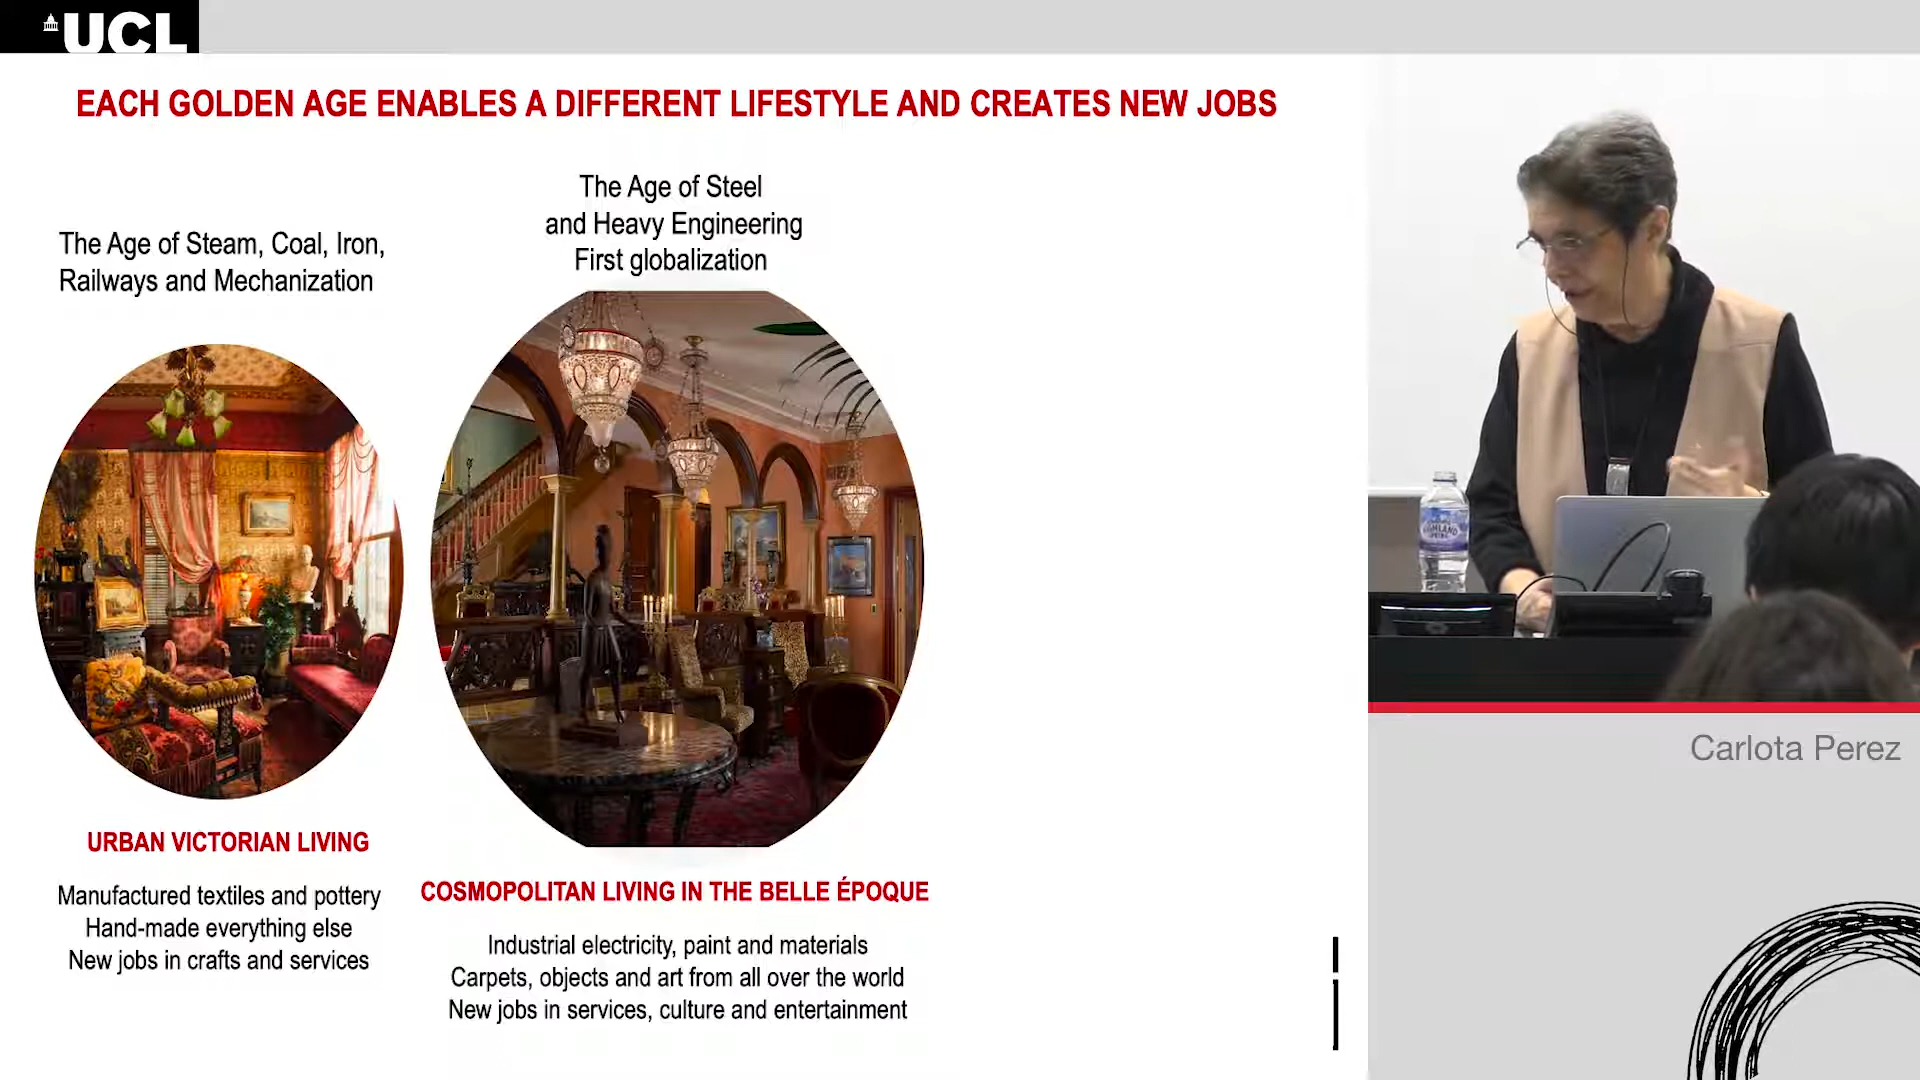 UCL
EACH GOLDEN AGE ENABLES A DIFFERENT LIFESTYLE AND CREATES NEW JOBS
The Age of Steam, Coal, Iron,
Railways and Mechanization
URBAN VICTORIAN LIVING
Manufactured textiles and pottery
Hand-made everything else
New jobs in crafts and services
The Age of Steel
and Heavy Engineering
First globalization
COSMOPOLITAN LIVING IN THE BELLE ÉPOQUE
Industrial electricity, paint and materials
Carpets, objects and art from all over the world
New jobs in services, culture and entertainment
HIGHLAND
SPRING
Carlota Perez